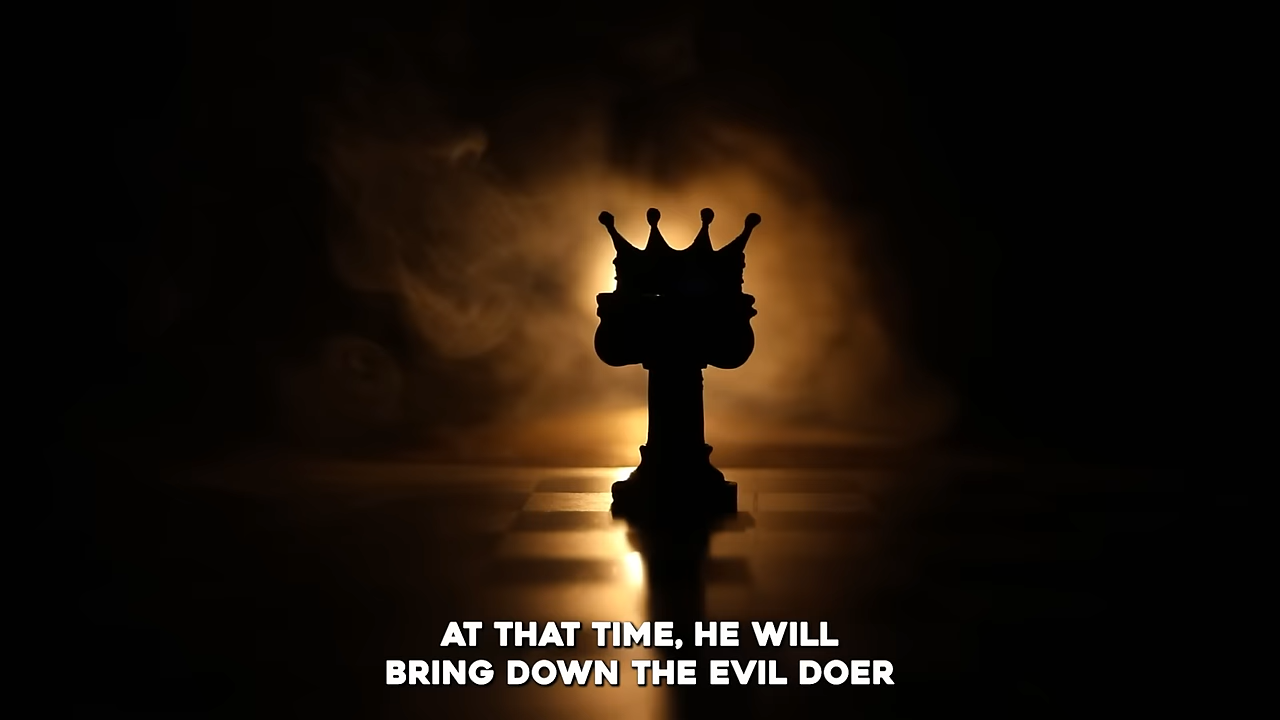 AT THAT TIME, HE WILL
BRING DOWN THE EVIL DOER